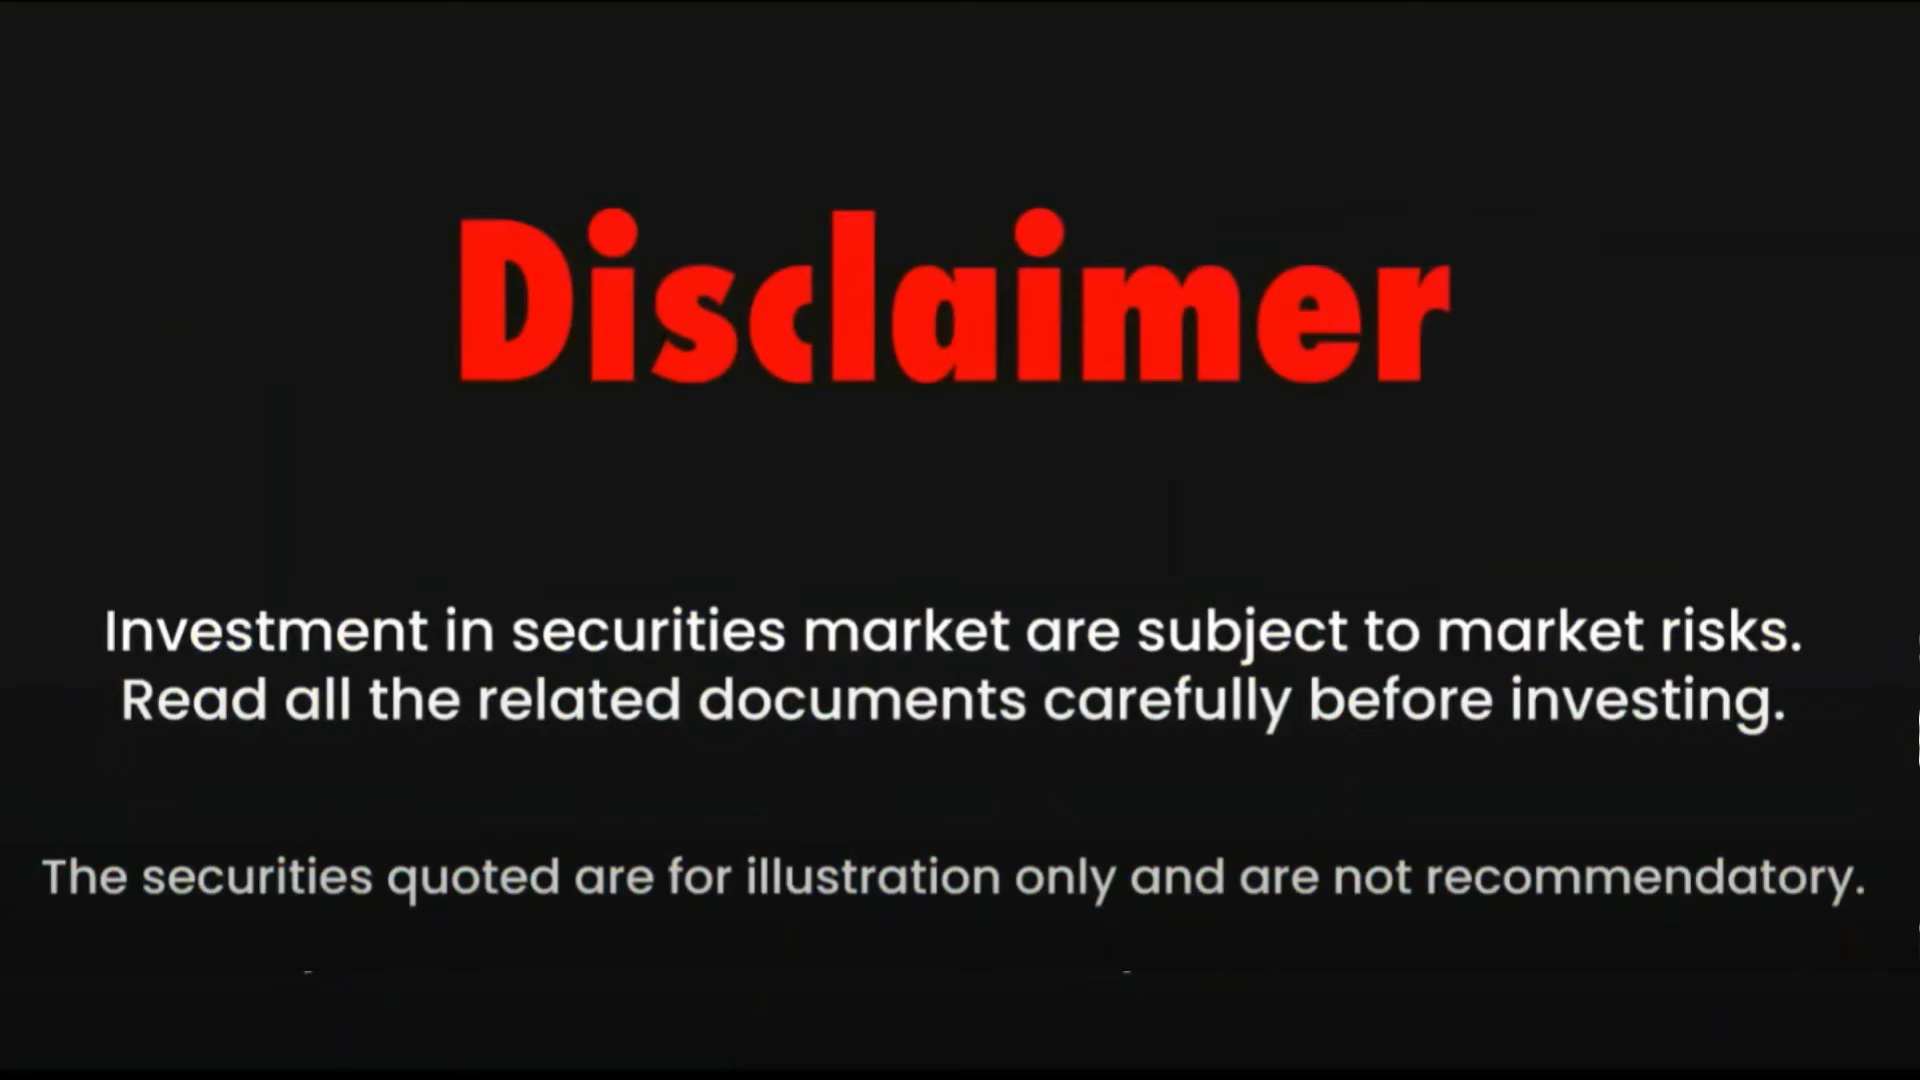 Disclaimer
Investment in securities market are subject to market risks.
Read all the related documents carefully before investing.
The securities quoted are for illustration only and are not recommendatory.